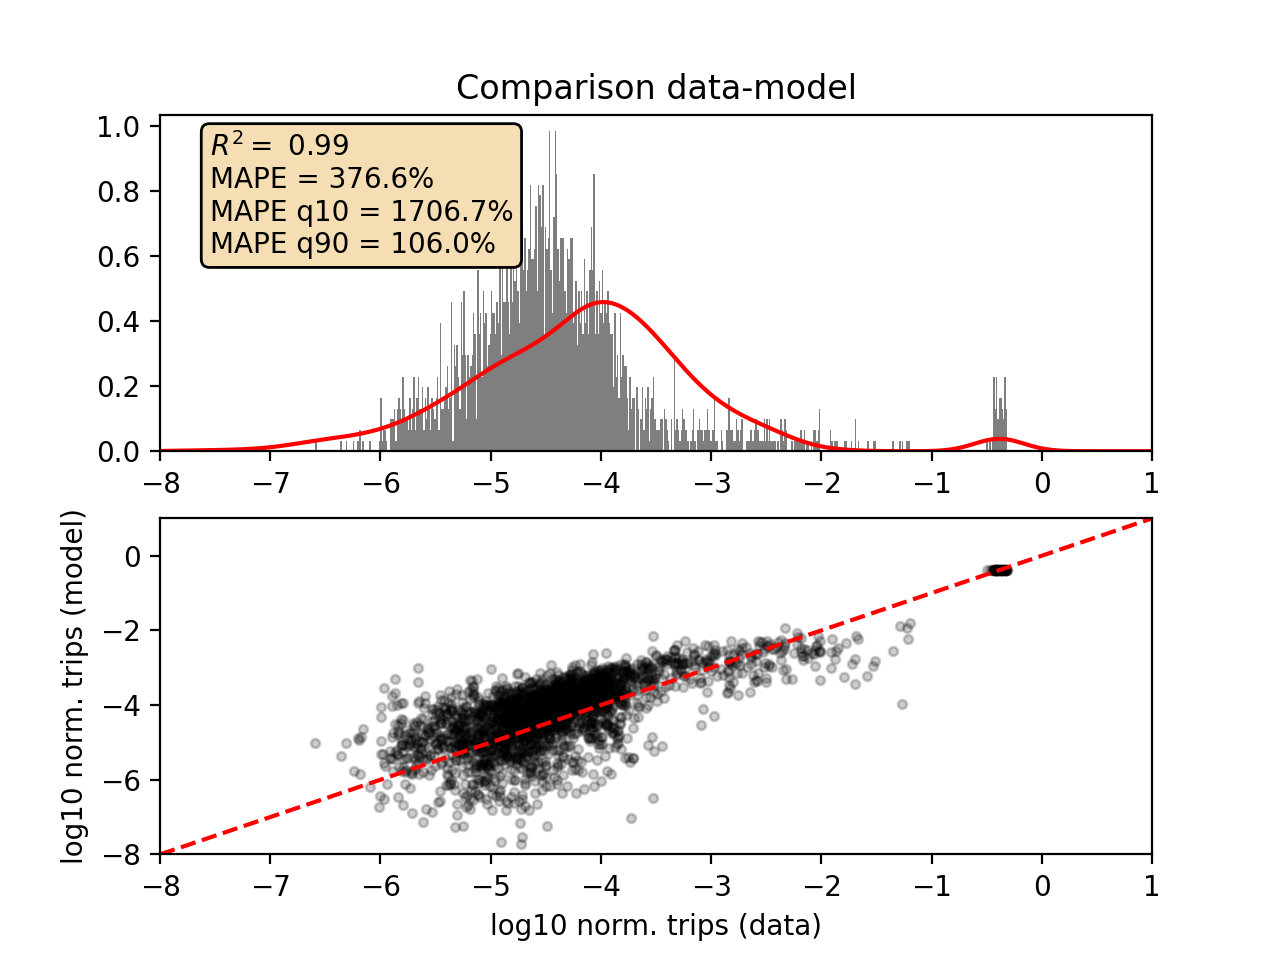 Comparison data-model
R² = 0.99
MAPE = 376.6%
MAPE q10 = 1706.7%
MAPE q90 = 106.0%
1.0
0.8
0.6
0.4
0.2
0.0
−8 −7 −6 −5 −4 −3 −2 −1 0 1
log10 norm. trips (model)
0
−2
−4
−6
−8
−8 −7 −6 −5 −4 −3 −2 −1 0 1
log10 norm. trips (data)